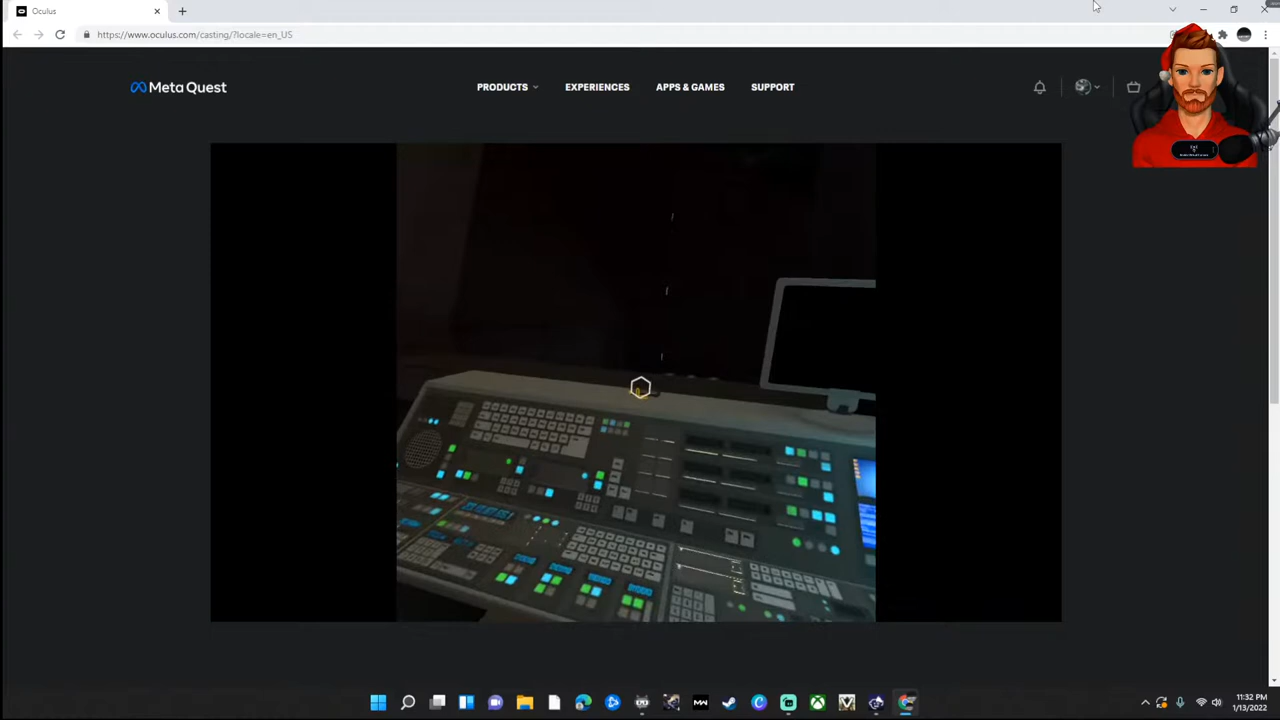 Oculus
https://www.oculus.com/casting/?locale=en_US
Meta Quest
PRODUCTS
EXPERIENCES
APPS & GAMES
SUPPORT
MW
11:32 PM
1/13/2022